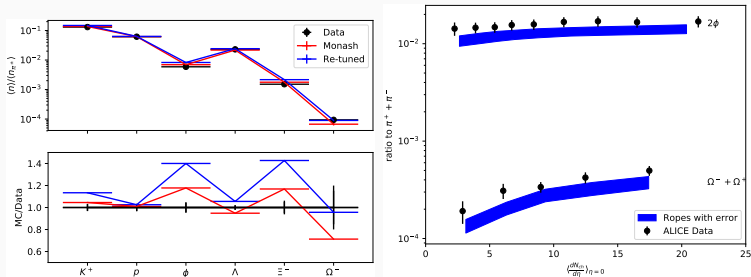 10⁻¹
10⁻²
10⁻³
10⁻⁴
⟨n⟩/⟨n_π⁺⟩
Data
Monash
Re-tuned
1.4
1.2
1.0
0.8
0.6
MC/Data
K⁺
p
ϕ
Λ
Ξ⁻
Ω⁻
10⁻²
10⁻³
10⁻⁴
ratio to π⁺ + π⁻
2ϕ
Ω⁻ + Ω⁺
Ropes with error
ALICE Data
0
5
10
15
20
25
⟨dN_ch/dη⟩_η=0